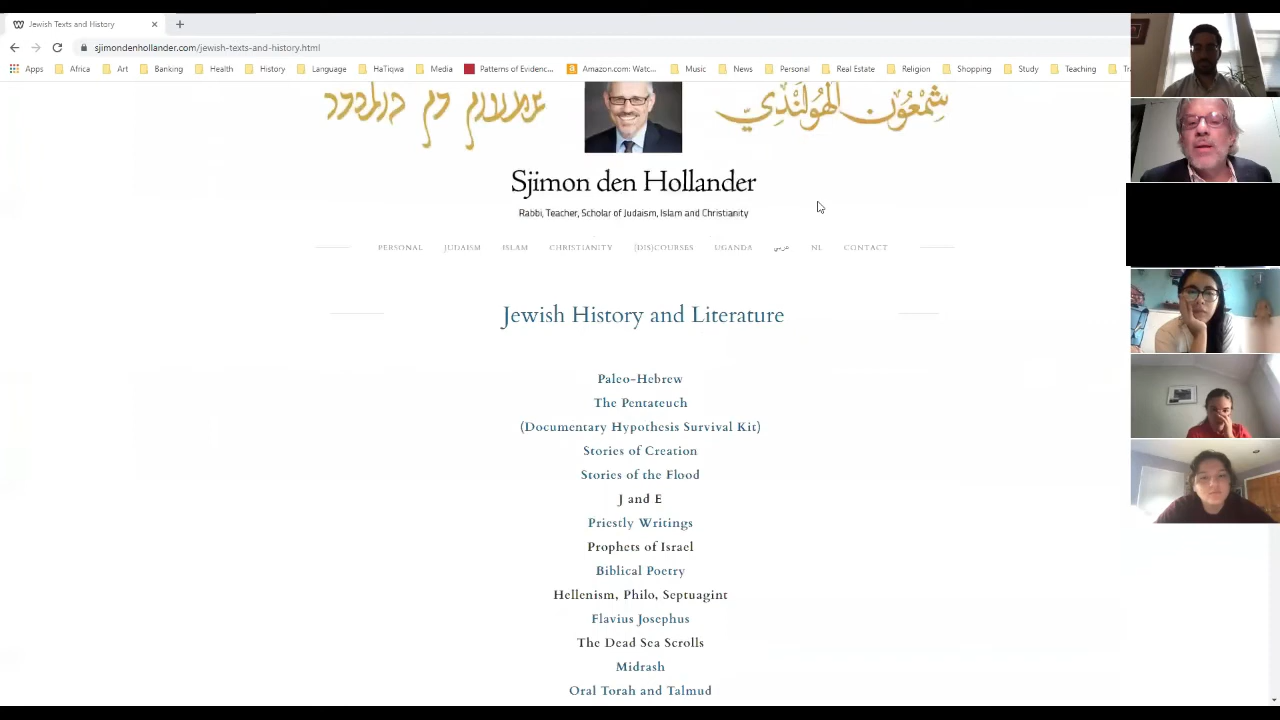 Jewish Texts and History
sjimondenhollander.com/jewish-texts-and-history.html
Apps Africa Art Banking Health History Language HaTiqwa Media Patterns of Evidenc... Amazon.com: Watc... Music News Personal Real Estate Religion Shopping Study Teaching
شمعون الهولندي
Sjimon den Hollander
Rabbi, Teacher, Scholar of Judaism, Islam and Christianity
PERSONAL JUDAISM ISLAM CHRISTIANITY (DIS)COURSES UGANDA عربي NL CONTACT
Jewish History and Literature
Paleo-Hebrew
The Pentateuch
(Documentary Hypothesis Survival Kit)
Stories of Creation
Stories of the Flood
J and E
Priestly Writings
Prophets of Israel
Biblical Poetry
Hellenism, Philo, Septuagint
Flavius Josephus
The Dead Sea Scrolls
Midrash
Oral Torah and Talmud